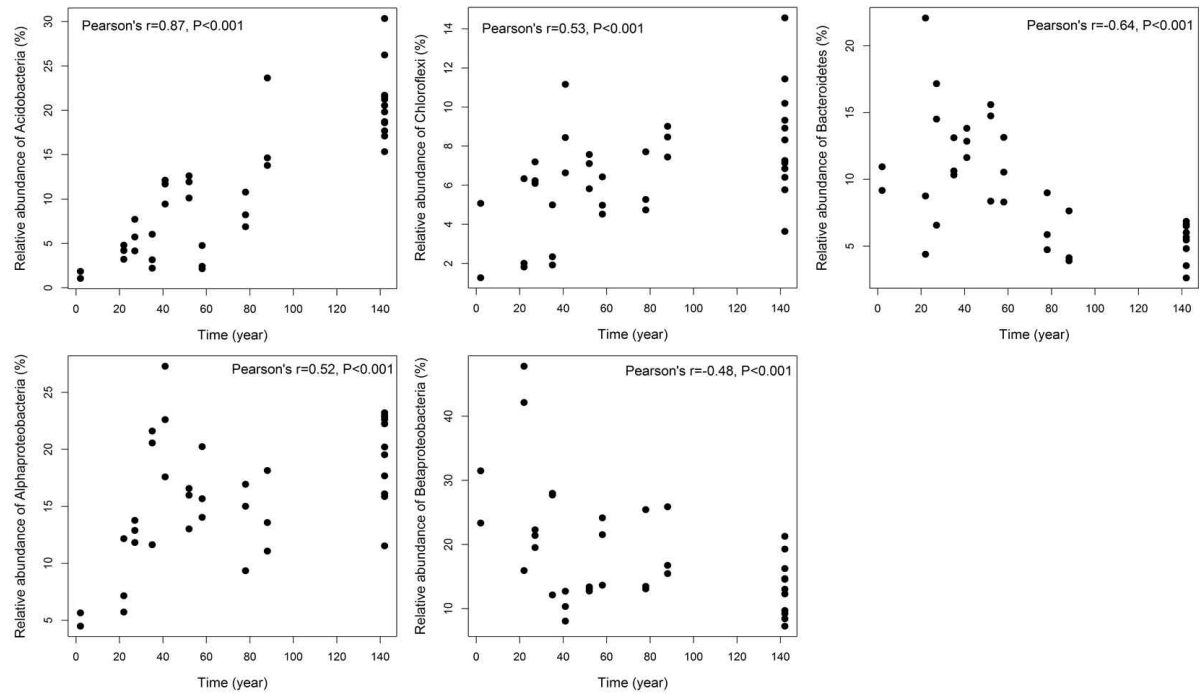 Pearson's r=0.87, P<0.001
Relative abundance of Acidobacteria (%)
30
25
20
15
10
5
0
0 20 40 60 80 100 120 140
Time (year)
Pearson's r=0.53, P<0.001
Relative abundance of Chloroflexi (%)
14
12
10
8
6
4
2
0 20 40 60 80 100 120 140
Time (year)
Pearson's r=-0.64, P<0.001
Relative abundance of Bacteroidetes (%)
20
15
10
5
0 20 40 60 80 100 120 140
Time (year)
Pearson's r=0.52, P<0.001
Relative abundance of Alphaproteobacteria (%)
25
20
15
10
5
0 20 40 60 80 100 120 140
Time (year)
Pearson's r=-0.48, P<0.001
Relative abundance of Betaproteobacteria (%)
40
30
20
10
0 20 40 60 80 100 120 140
Time (year)